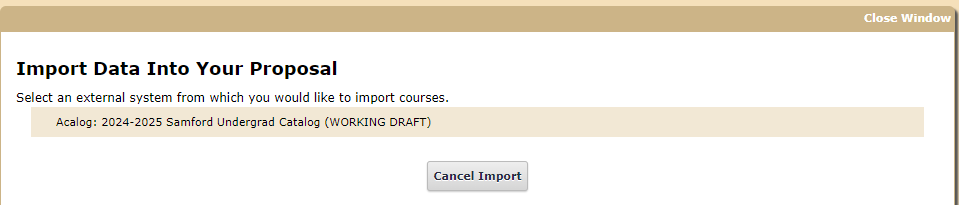 Close Window
Import Data Into Your Proposal
Select an external system from which you would like to import courses.
Acalog: 2024-2025 Samford Undergrad Catalog (WORKING DRAFT)
Cancel Import